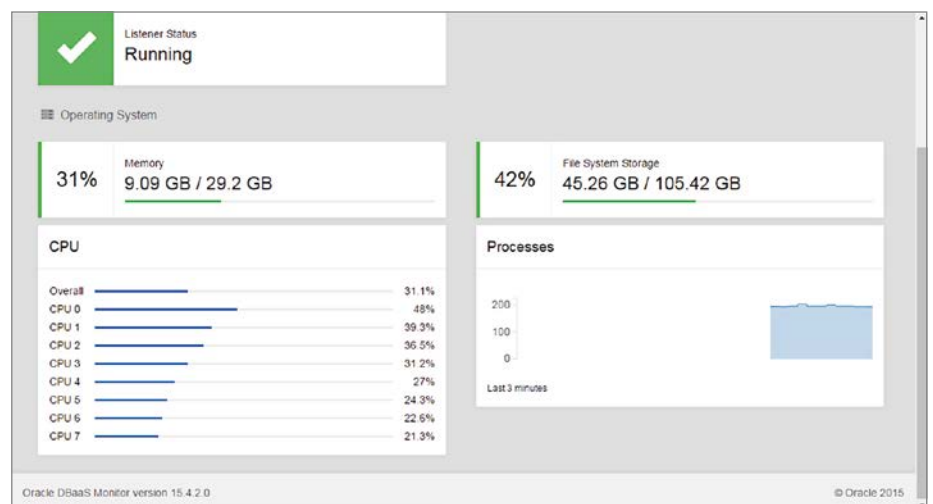 Listener Status
Running
Operating System
31%
Memory
9.09 GB / 29.2 GB
42%
File System Storage
45.26 GB / 105.42 GB
CPU
Overall 31.1%
CPU 0 48%
CPU 1 39.3%
CPU 2 36.5%
CPU 3 31.2%
CPU 4 27%
CPU 5 24.3%
CPU 6 22.6%
CPU 7 21.3%
Processes
200
100
0
Last 3 minutes
Oracle DBaaS Monitor version 15.4.2.0
© Oracle 2015